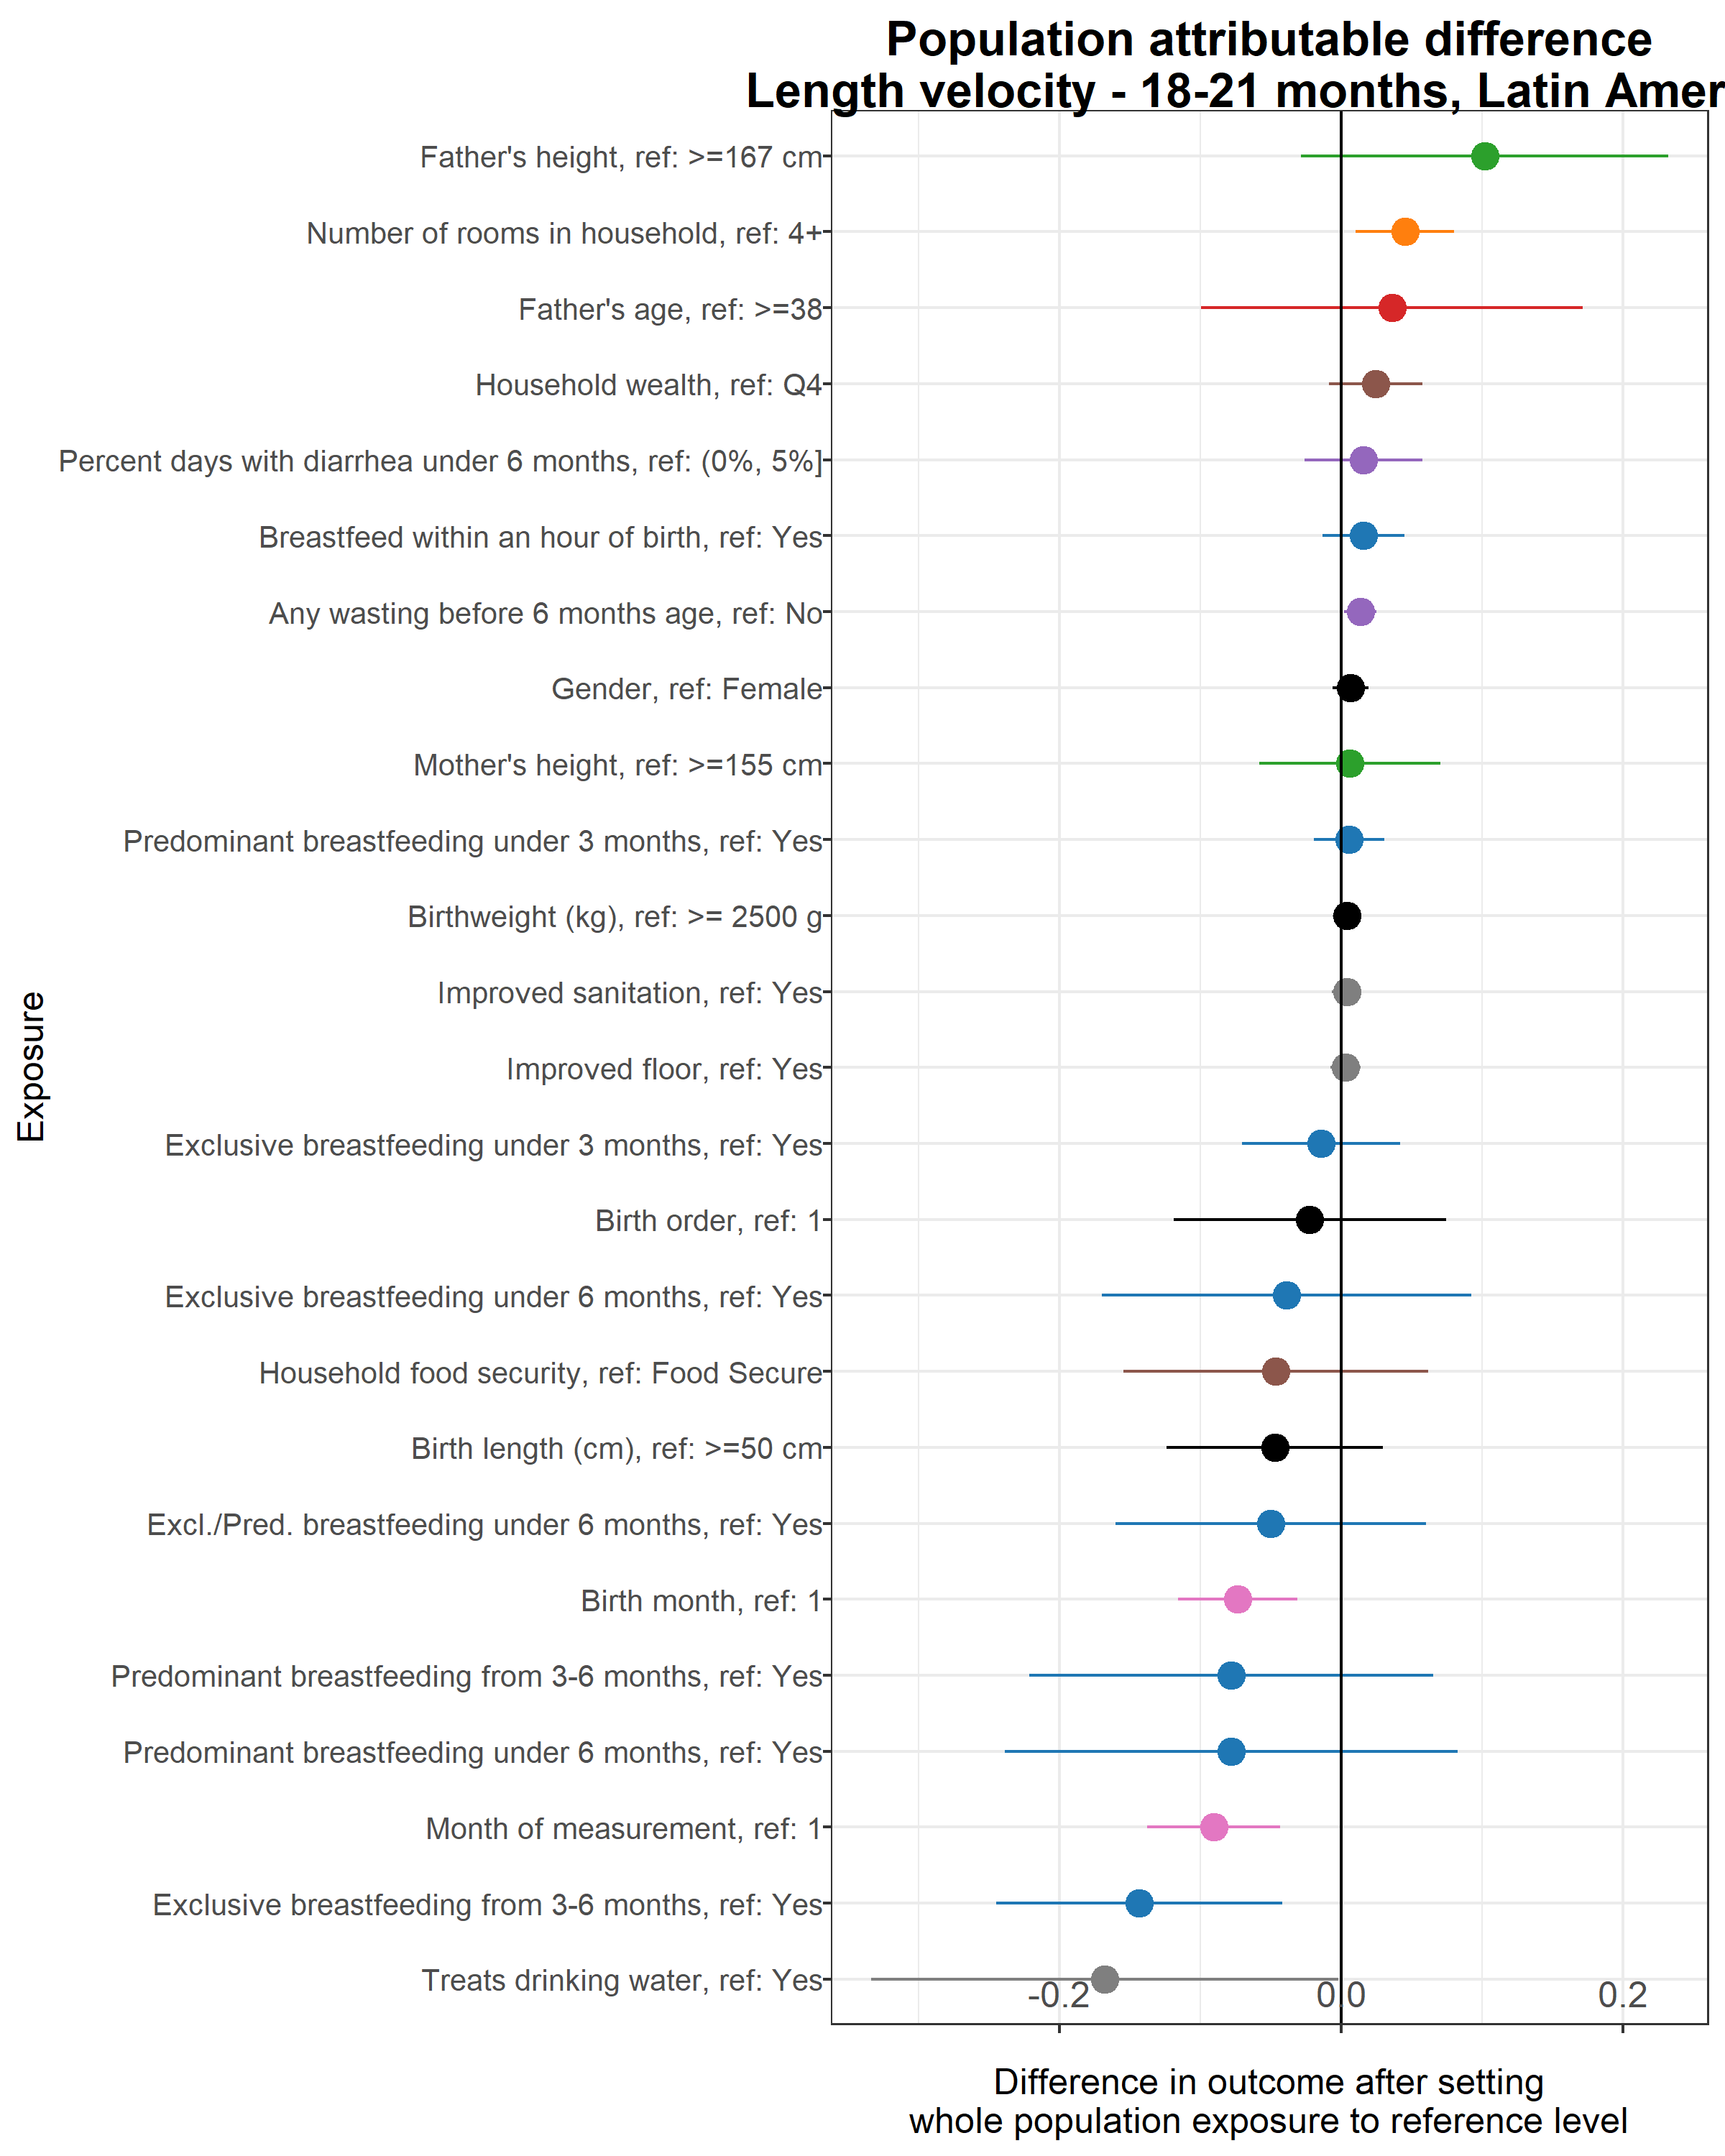 Population attributable difference
Length velocity - 18-21 months, Latin Amer
Father's height, ref: >=167 cm
Number of rooms in household, ref: 4+
Father's age, ref: >=38
Household wealth, ref: Q4
Percent days with diarrhea under 6 months, ref: (0%, 5%]
Breastfeed within an hour of birth, ref: Yes
Any wasting before 6 months age, ref: No
Gender, ref: Female
Mother's height, ref: >=155 cm
Predominant breastfeeding under 3 months, ref: Yes
Birthweight (kg), ref: >= 2500 g
Improved sanitation, ref: Yes
Improved floor, ref: Yes
Exclusive breastfeeding under 3 months, ref: Yes
Birth order, ref: 1
Exclusive breastfeeding under 6 months, ref: Yes
Household food security, ref: Food Secure
Birth length (cm), ref: >=50 cm
Excl./Pred. breastfeeding under 6 months, ref: Yes
Birth month, ref: 1
Predominant breastfeeding from 3-6 months, ref: Yes
Predominant breastfeeding under 6 months, ref: Yes
Month of measurement, ref: 1
Exclusive breastfeeding from 3-6 months, ref: Yes
Treats drinking water, ref: Yes
Exposure
-0.2 0.0 0.2
Difference in outcome after setting
whole population exposure to reference level